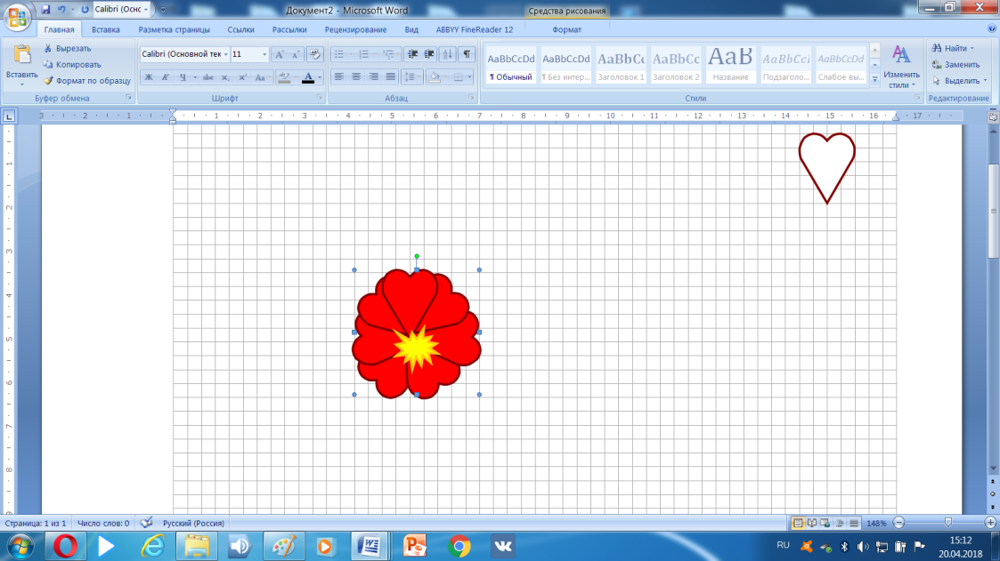 Calibri (Оснс
Документ2 - Microsoft Word
Средства рисования
Главная Вставка Разметка страницы Ссылки Рассылки Рецензирование Вид ABBYY FineReader 12 Формат
Вставить
Вырезать
Копировать
Формат по образцу
Буфер обмена
Calibri (Основной тек 11
Ж К Ч abc x₂ x² Aa
Шрифт
Абзац
AaBbCcDd AaBbCcDd AaBbCc AaBbCc AaB AaBbCcI AaBbCcDd
¶ Обычный ¶ Без интер... Заголовок 1 Заголовок 2 Название Подзаголо... Слабое вы...
Стили
Изменить
стили
Найти
Заменить
Выделить
Редактирование
3 2 1 1 2 3 4 5 6 7 8 9 10 11 12 13 14 15 16 17
1
2
3
4
5
6
7
8
Страница: 1 из 1 Число слов: 0 Русский (Россия) 148%
RU 15:12
20.04.2018